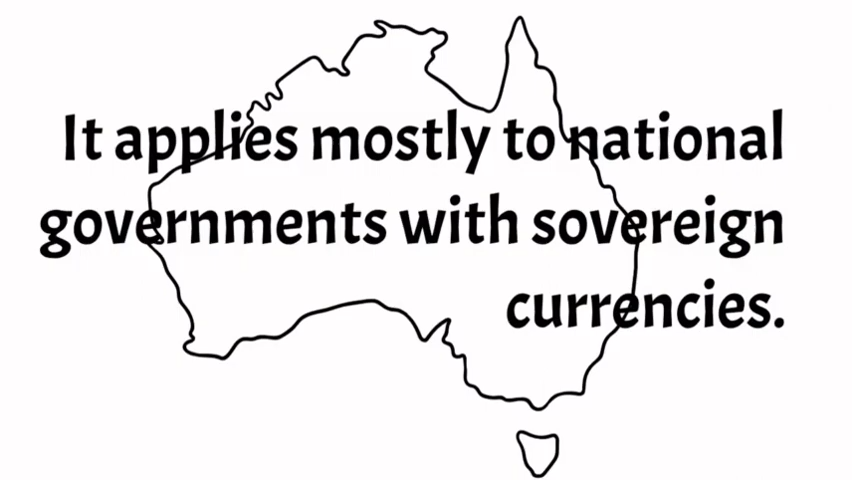 It applies mostly to national
governments with sovereign
currencies.